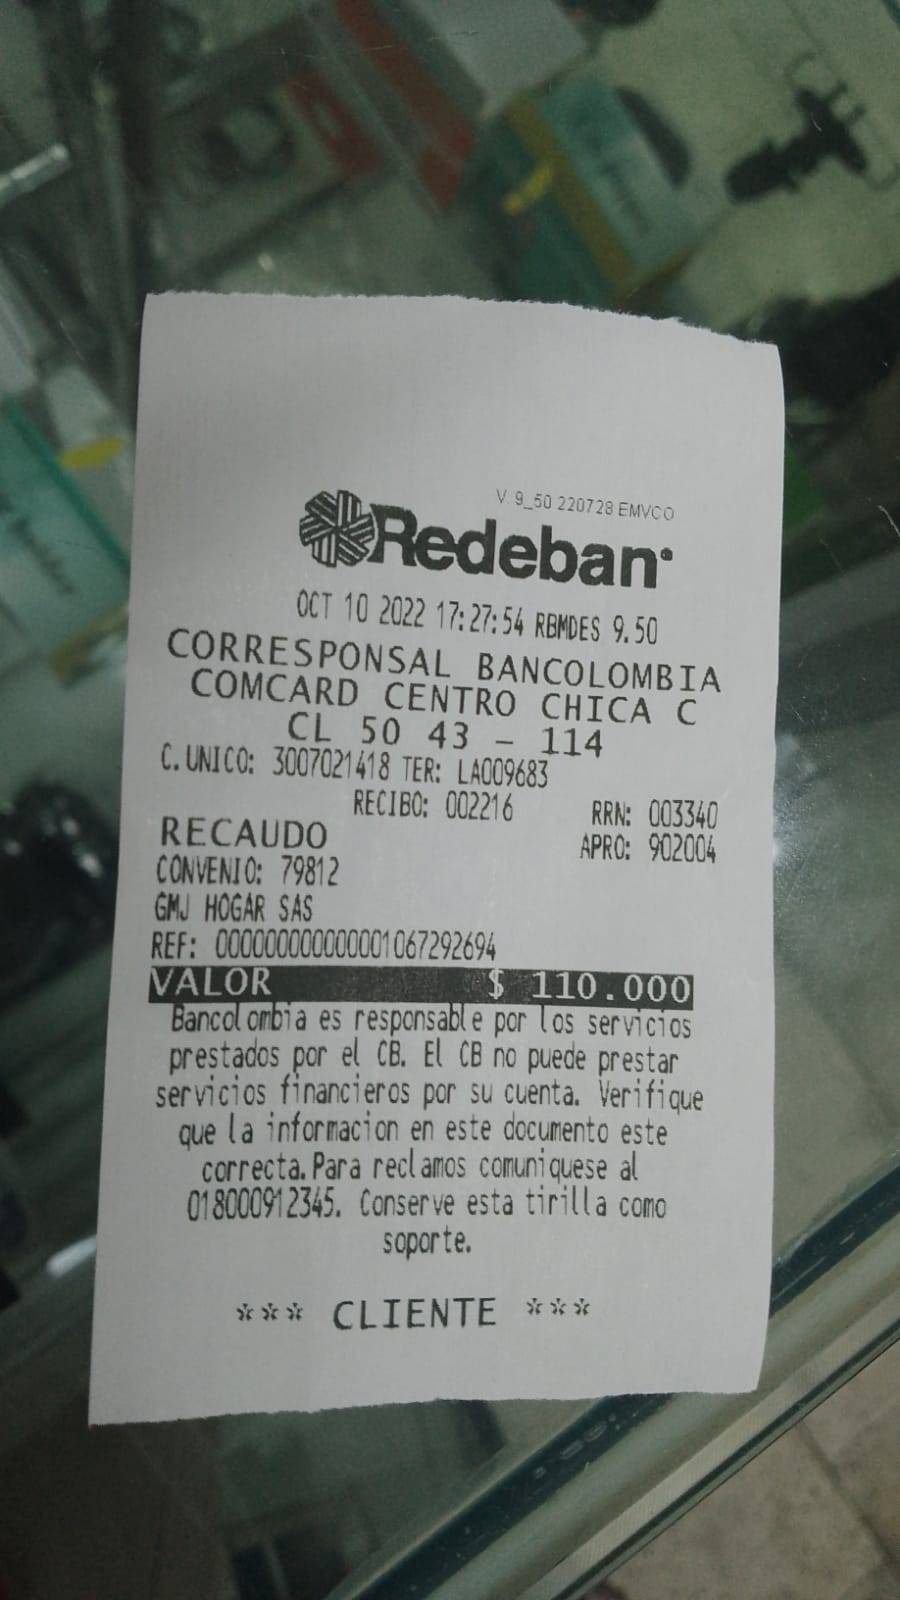 V. 9_50 220728 EMVCO
Redeban
OCT 10 2022 17:27:54 RBMDES 9.50
CORRESPONSAL BANCOLOMBIA
COMCARD CENTRO CHICA C
CL 50 43 - 114
C.UNICO: 3007021418 TER: LA009683
RECIBO: 002216 RRN: 003340
RECAUDO APRO: 902004
CONVENIO: 79812
GMJ HOGAR SAS
REF: 00000000000001067292694
VALOR $ 110.000
Bancolombia es responsable por los servicios
prestados por el CB. El CB no puede prestar
servicios financieros por su cuenta. Verifique
que la informacion en este documento este
correcta.Para reclamos comuniquese al
018000912345. Conserve esta tirilla como
soporte.
*** CLIENTE ***